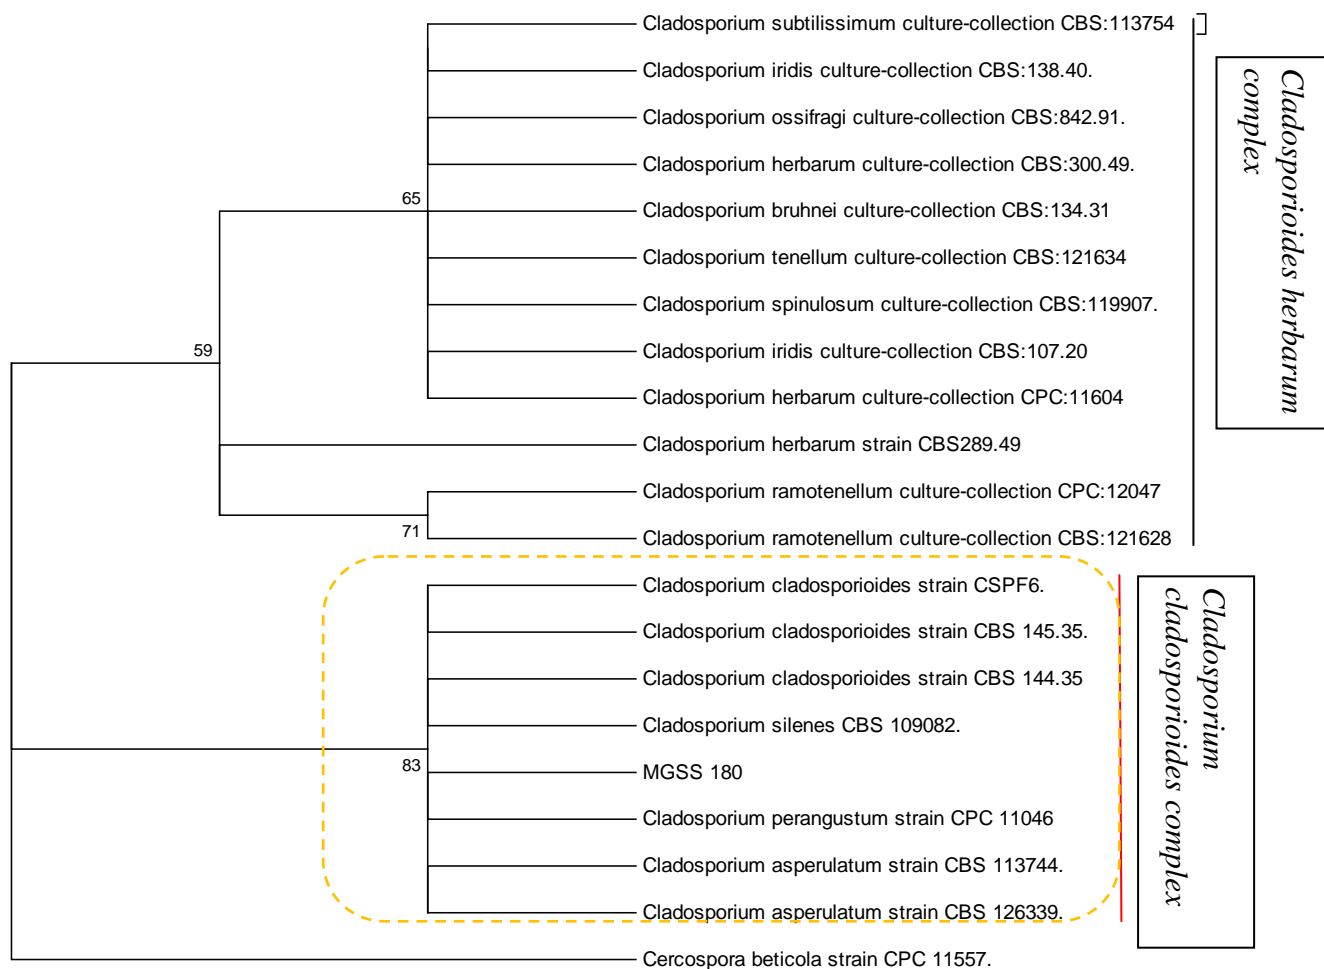 Cladosporium subtilissimum culture-collection CBS:113754
Cladosporium iridis culture-collection CBS:138.40.
Cladosporium ossifragi culture-collection CBS:842.91.
Cladosporium herbarum culture-collection CBS:300.49.
65
Cladosporium bruhnei culture-collection CBS:134.31
Cladosporium tenellum culture-collection CBS:121634
Cladosporium spinulosum culture-collection CBS:119907.
59
Cladosporium iridis culture-collection CBS:107.20
Cladosporium herbarum culture-collection CPC:11604
Cladosporium herbarum strain CBS289.49
Cladosporium ramotenellum culture-collection CPC:12047
71
Cladosporium ramotenellum culture-collection CBS:121628
Cladosporioides herbarum
complex
Cladosporium cladosporioides strain CSPF6.
Cladosporium cladosporioides strain CBS 145.35.
Cladosporium cladosporioides strain CBS 144.35
Cladosporium silenes CBS 109082.
83
MGSS 180
Cladosporium perangustum strain CPC 11046
Cladosporium asperulatum strain CBS 113744.
Cladosporium asperulatum strain CBS 126339.
Cladosporium
cladosporioides complex
Cercospora beticola strain CPC 11557.